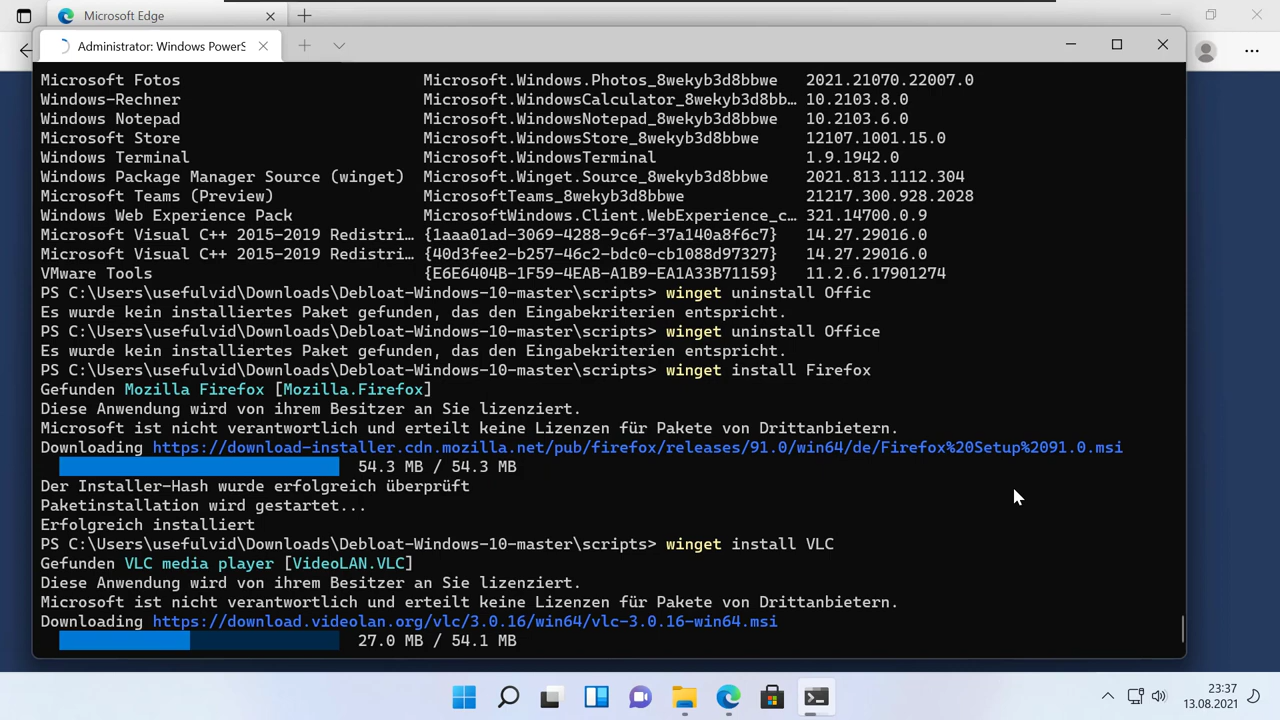 Microsoft Edge
Administrator: Windows PowerS
Microsoft Fotos Microsoft.Windows.Photos_8wekyb3d8bbwe 2021.21070.22007.0
Windows-Rechner Microsoft.WindowsCalculator_8wekyb3d8bb… 10.2103.8.0
Windows Notepad Microsoft.WindowsNotepad_8wekyb3d8bbwe 10.2103.6.0
Microsoft Store Microsoft.WindowsStore_8wekyb3d8bbwe 12107.1001.15.0
Windows Terminal Microsoft.WindowsTerminal 1.9.1942.0
Windows Package Manager Source (winget) Microsoft.Winget.Source_8wekyb3d8bbwe 2021.813.1112.304
Microsoft Teams (Preview) MicrosoftTeams_8wekyb3d8bbwe 21217.300.928.2028
Windows Web Experience Pack MicrosoftWindows.Client.WebExperience_c… 321.14700.0.9
Microsoft Visual C++ 2015-2019 Redistri… {1aaa01ad-3069-4288-9c6f-37a140a8f6c7} 14.27.29016.0
Microsoft Visual C++ 2015-2019 Redistri… {40d3fee2-b257-46c2-bdc0-cb1088d97327} 14.27.29016.0
VMware Tools {E6E6404B-1F59-4EAB-A1B9-EA1A33B71159} 11.2.6.17901274
PS C:\Users\usefulvid\Downloads\Debloat-Windows-10-master\scripts> winget uninstall Offic
Es wurde kein installiertes Paket gefunden, das den Eingabekriterien entspricht.
PS C:\Users\usefulvid\Downloads\Debloat-Windows-10-master\scripts> winget uninstall Office
Es wurde kein installiertes Paket gefunden, das den Eingabekriterien entspricht.
PS C:\Users\usefulvid\Downloads\Debloat-Windows-10-master\scripts> winget install Firefox
Gefunden Mozilla Firefox [Mozilla.Firefox]
Diese Anwendung wird von ihrem Besitzer an Sie lizenziert.
Microsoft ist nicht verantwortlich und erteilt keine Lizenzen für Pakete von Drittanbietern.
Downloading https://download-installer.cdn.mozilla.net/pub/firefox/releases/91.0/win64/de/Firefox%20Setup%2091.0.msi
54.3 MB / 54.3 MB
Der Installer-Hash wurde erfolgreich überprüft
Paketinstallation wird gestartet...
Erfolgreich installiert
PS C:\Users\usefulvid\Downloads\Debloat-Windows-10-master\scripts> winget install VLC
Gefunden VLC media player [VideoLAN.VLC]
Diese Anwendung wird von ihrem Besitzer an Sie lizenziert.
Microsoft ist nicht verantwortlich und erteilt keine Lizenzen für Pakete von Drittanbietern.
Downloading https://download.videolan.org/vlc/3.0.16/win64/vlc-3.0.16-win64.msi
27.0 MB / 54.1 MB
23:37
13.08.2021